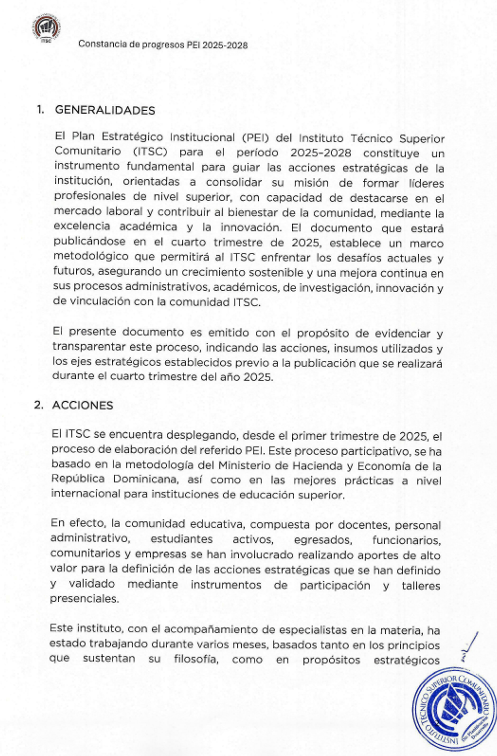 ITSC
Constancia de progresos PEI 2025-2028
1. GENERALIDADES
El Plan Estratégico Institucional (PEI) del Instituto Técnico Superior
Comunitario (ITSC) para el período 2025–2028 constituye un
instrumento fundamental para guiar las acciones estratégicas de la
institución, orientadas a consolidar su misión de formar líderes
profesionales de nivel superior, con capacidad de destacarse en el
mercado laboral y contribuir al bienestar de la comunidad, mediante la
excelencia académica y la innovación. El documento que estará
publicándose en el cuarto trimestre de 2025, establece un marco
metodológico que permitirá al ITSC enfrentar los desafíos actuales y
futuros, asegurando un crecimiento sostenible y una mejora continua en
sus procesos administrativos, académicos, de investigación, innovación y
de vinculación con la comunidad ITSC.
El presente documento es emitido con el propósito de evidenciar y
transparentar este proceso, indicando las acciones, insumos utilizados y
los ejes estratégicos establecidos previo a la publicación que se realizará
durante el cuarto trimestre del año 2025.
2. ACCIONES
El ITSC se encuentra desplegando, desde el primer trimestre de 2025, el
proceso de elaboración del referido PEI. Este proceso participativo, se ha
basado en la metodología del Ministerio de Hacienda y Economía de la
República Dominicana, así como en las mejores prácticas a nivel
internacional para instituciones de educación superior.
En efecto, la comunidad educativa, compuesta por docentes, personal
administrativo, estudiantes activos, egresados, funcionarios,
comunitarios y empresas se han involucrado realizando aportes de alto
valor para la definición de las acciones estratégicas que se han definido
y validado mediante instrumentos de participación y talleres
presenciales.
Este instituto, con el acompañamiento de especialistas en la materia, ha
estado trabajando durante varios meses, basados tanto en los principios
que sustentan su filosofía, como en propósitos estratégicos
INSTITUTO TÉCNICO SUPERIOR COMUNITARIO
Desarrollo